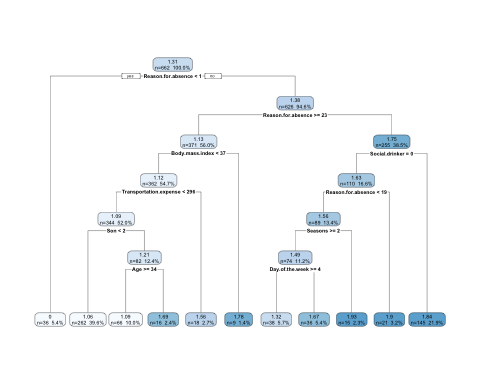 1.31
n=662 100.0%
yes Reason.for.absence < 1 no
1.38
n=626 94.6%
Reason.for.absence >= 23
1.13
n=371 56.0%
1.75
n=255 38.5%
Body.mass.index < 37
Social.drinker = 0
1.12
n=362 54.7%
1.63
n=110 16.6%
Transportation.expense < 296
Reason.for.absence < 19
1.09
n=344 52.0%
1.56
n=89 13.4%
Son < 2
Seasons >= 2
1.21
n=82 12.4%
1.49
n=74 11.2%
Age >= 34
Day.of.the.week >= 4
0
n=36 5.4%
1.06
n=262 39.6%
1.09
n=66 10.0%
1.69
n=16 2.4%
1.56
n=18 2.7%
1.78
n=9 1.4%
1.32
n=38 5.7%
1.67
n=36 5.4%
1.93
n=15 2.3%
1.9
n=21 3.2%
1.84
n=145 21.9%